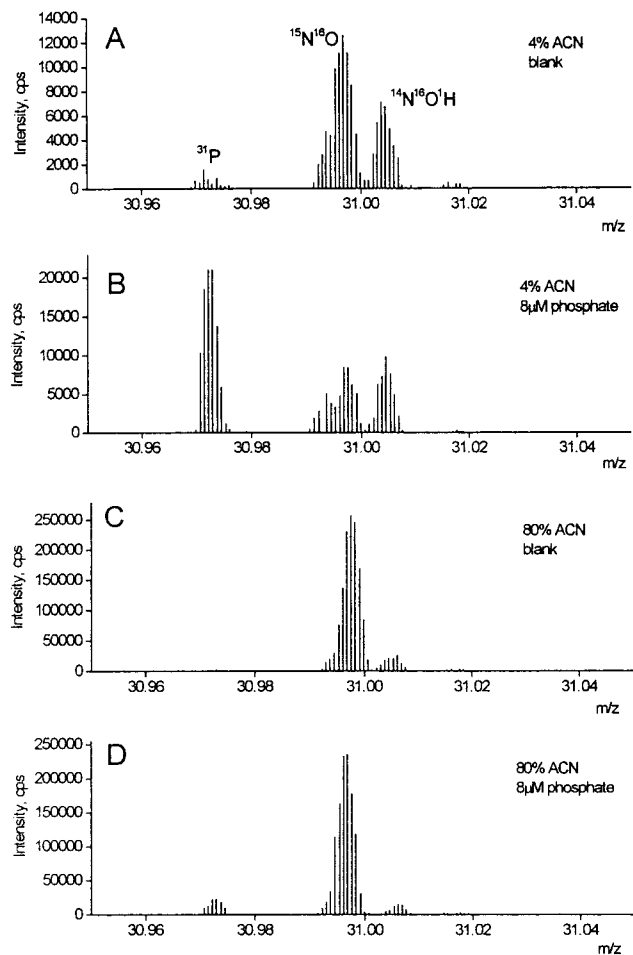 A
Intensity, cps
14000
12000
10000
8000
6000
4000
2000
0
³¹P
¹⁵N¹⁶O
¹⁴N¹⁶O¹H
4% ACN
blank
30.96 30.98 31.00 31.02 31.04
m/z
B
Intensity, cps
20000
15000
10000
5000
0
4% ACN
8µM phosphate
30.96 30.98 31.00 31.02 31.04
m/z
C
Intensity, cps
250000
200000
150000
100000
50000
0
80% ACN
blank
30.96 30.98 31.00 31.02 31.04
m/z
D
Intensity, cps
250000
200000
150000
100000
50000
0
80% ACN
8µM phosphate
30.96 30.98 31.00 31.02 31.04
m/z